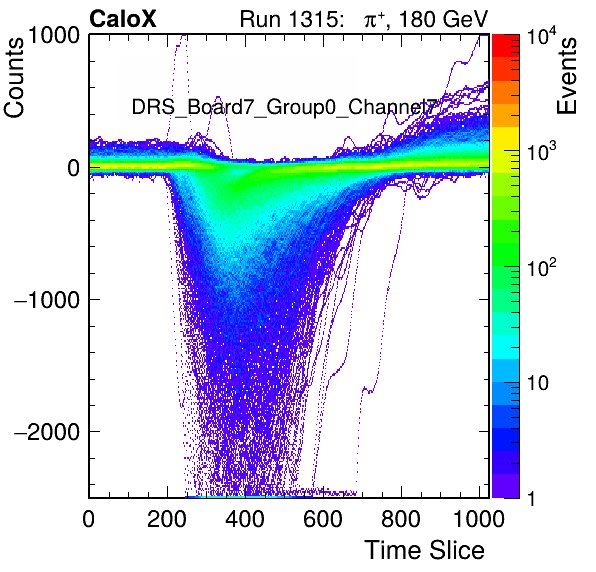 CaloX Run 1315: π⁺, 180 GeV
Counts
Events
DRS_Board7_Group0_Channel7
1000
0
−1000
−2000
0 200 400 600 800 1000
Time Slice
10⁴
10³
10²
10
1